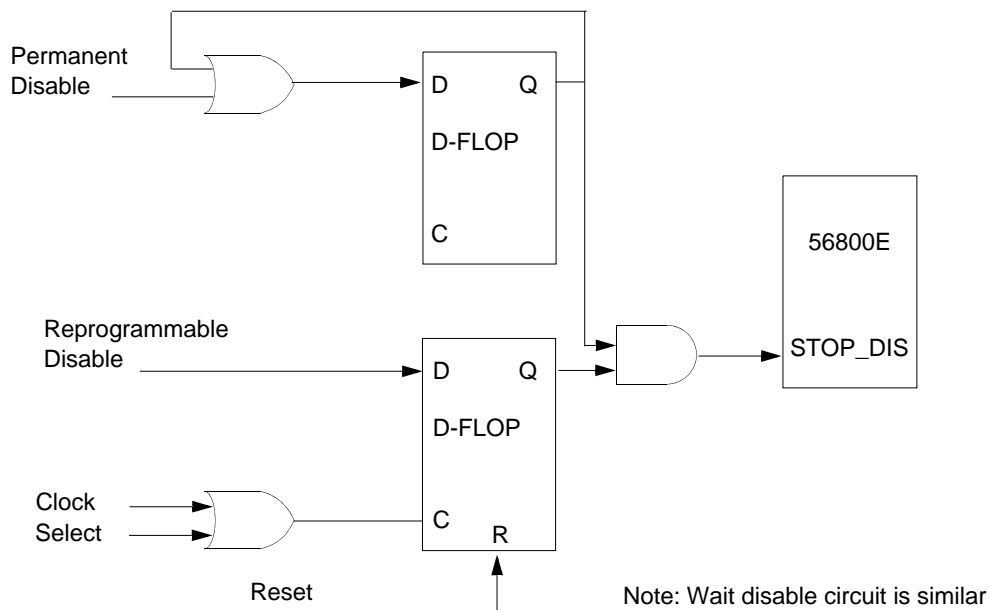 Permanent
Disable
D Q
D-FLOP
C
56800E
STOP_DIS
Reprogrammable
Disable
D Q
D-FLOP
Clock
Select
C
R
Reset
Note: Wait disable circuit is similar